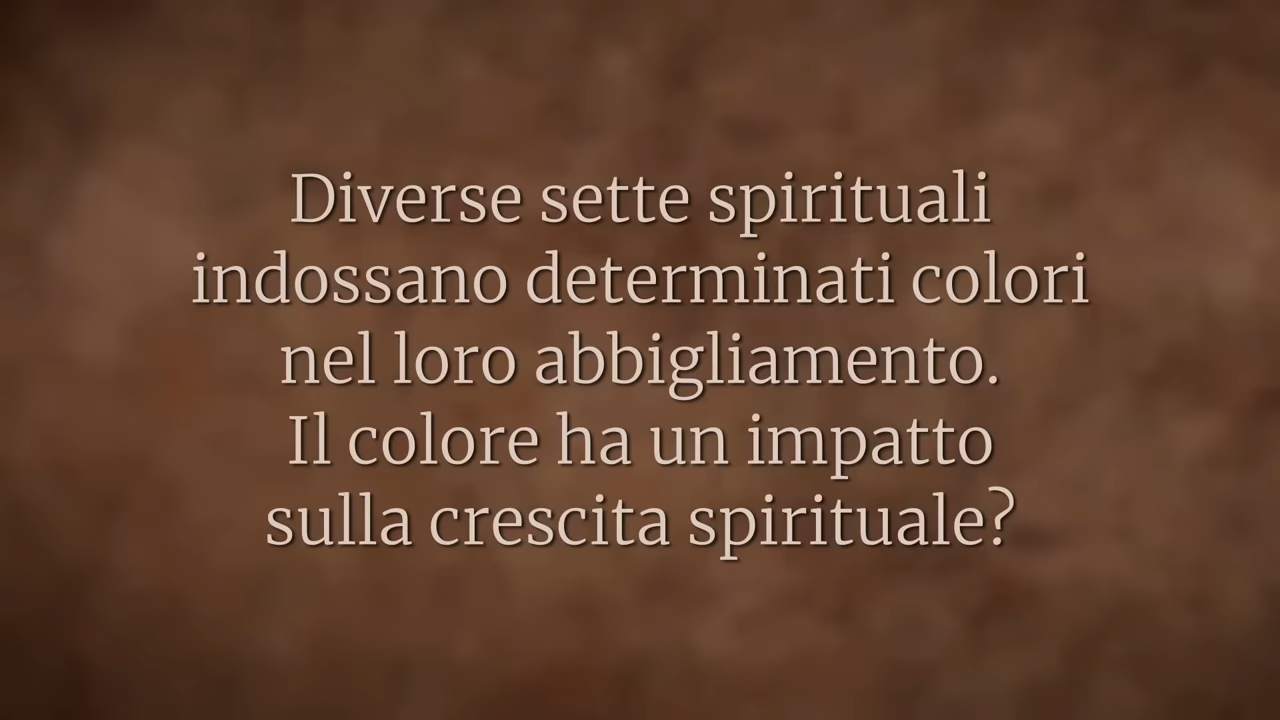 Diverse sette spirituali
indossano determinati colori
nel loro abbigliamento.
Il colore ha un impatto
sulla crescita spirituale?